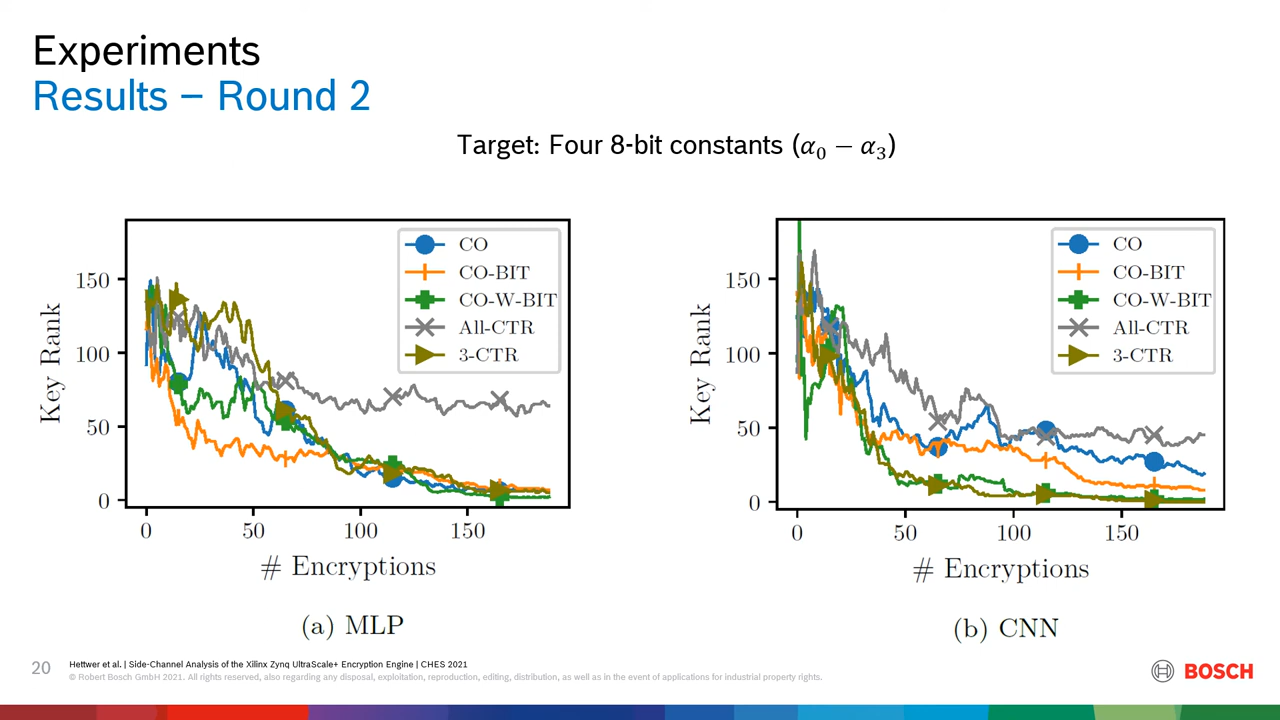 Experiments
Results – Round 2
Target: Four 8-bit constants (α₀ − α₃)
Key Rank
150
100
50
0
0
50
100
150
# Encryptions
CO
CO-BIT
CO-W-BIT
All-CTR
3-CTR
(a) MLP
Key Rank
150
100
50
0
0
50
100
150
# Encryptions
CO
CO-BIT
CO-W-BIT
All-CTR
3-CTR
(b) CNN
20
Hettwer et al. | Side-Channel Analysis of the Xilinx Zynq UltraScale+ Encryption Engine | CHES 2021
© Robert Bosch GmbH 2021. All rights reserved, also regarding any disposal, exploitation, reproduction, editing, distribution, as well as in the event of applications for industrial property rights.
BOSCH